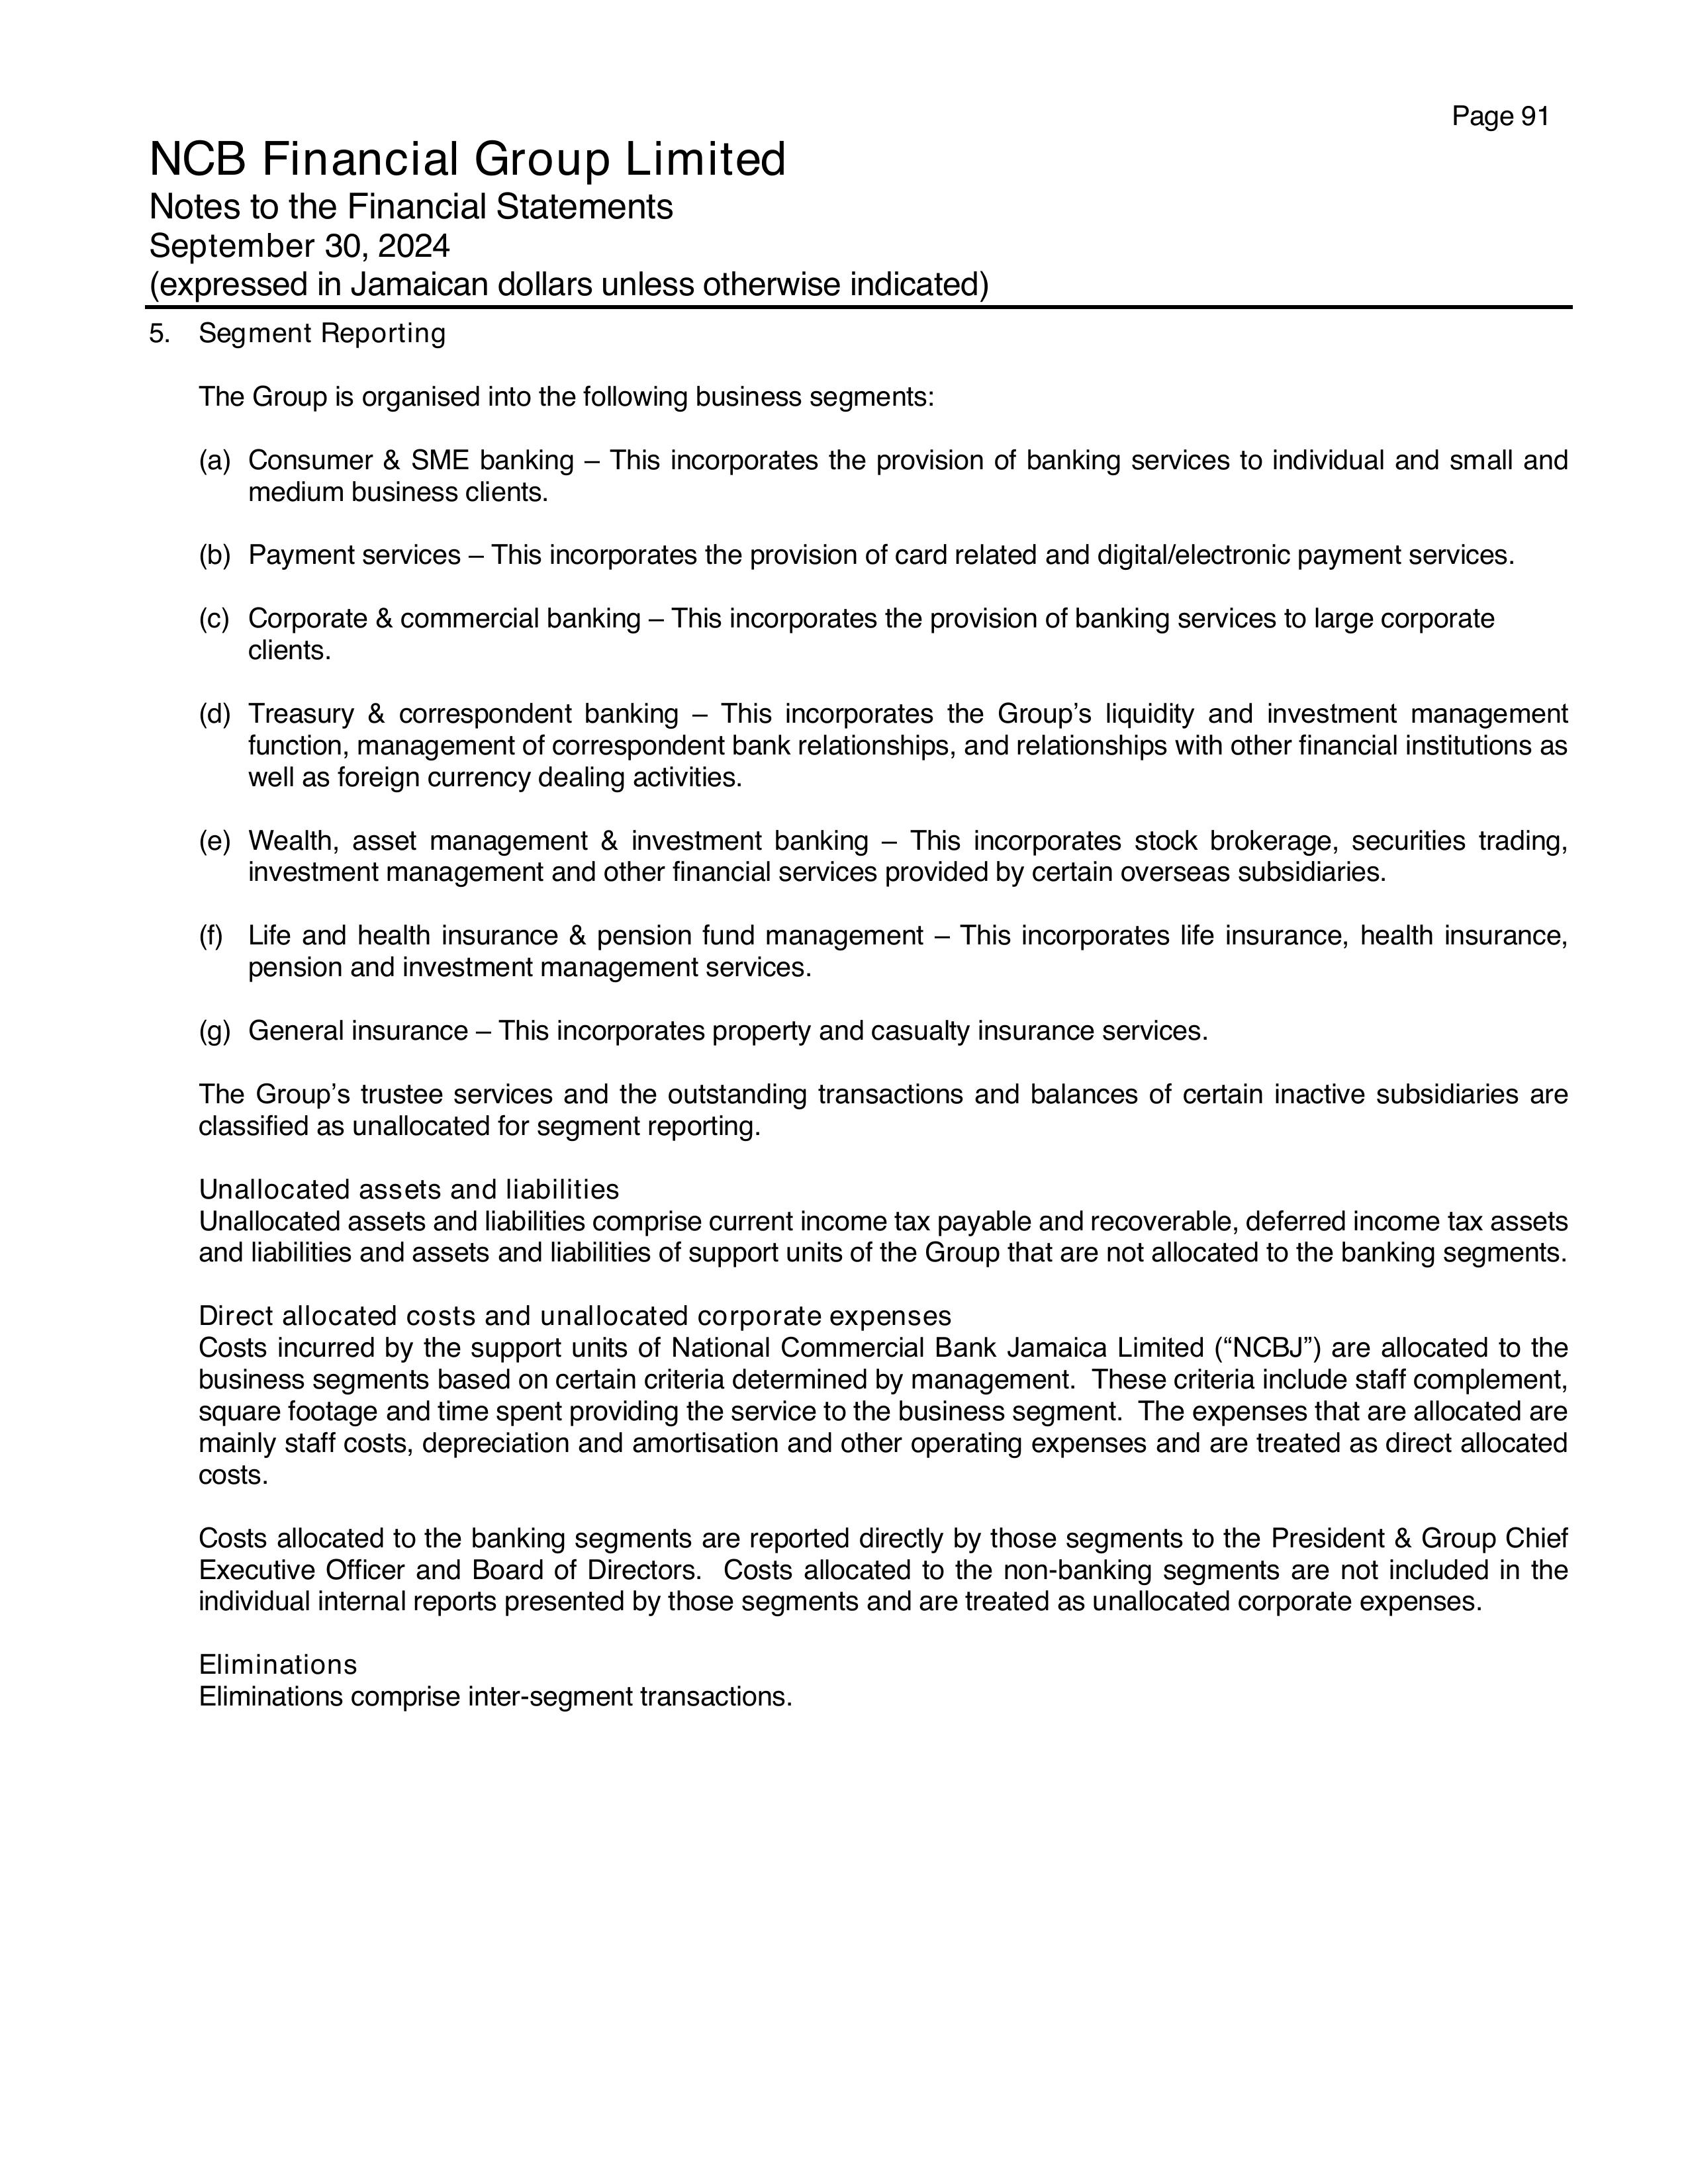 Page 91
NCB Financial Group Limited
Notes to the Financial Statements
September 30, 2024
(expressed in Jamaican dollars unless otherwise indicated)
5. Segment Reporting
The Group is organised into the following business segments:
(a) Consumer & SME banking – This incorporates the provision of banking services to individual and small and
medium business clients.
(b) Payment services – This incorporates the provision of card related and digital/electronic payment services.
(c) Corporate & commercial banking – This incorporates the provision of banking services to large corporate
clients.
(d) Treasury & correspondent banking – This incorporates the Group’s liquidity and investment management
function, management of correspondent bank relationships, and relationships with other financial institutions as
well as foreign currency dealing activities.
(e) Wealth, asset management & investment banking – This incorporates stock brokerage, securities trading,
investment management and other financial services provided by certain overseas subsidiaries.
(f) Life and health insurance & pension fund management – This incorporates life insurance, health insurance,
pension and investment management services.
(g) General insurance – This incorporates property and casualty insurance services.
The Group’s trustee services and the outstanding transactions and balances of certain inactive subsidiaries are
classified as unallocated for segment reporting.
Unallocated assets and liabilities
Unallocated assets and liabilities comprise current income tax payable and recoverable, deferred income tax assets
and liabilities and assets and liabilities of support units of the Group that are not allocated to the banking segments.
Direct allocated costs and unallocated corporate expenses
Costs incurred by the support units of National Commercial Bank Jamaica Limited (“NCBJ”) are allocated to the
business segments based on certain criteria determined by management. These criteria include staff complement,
square footage and time spent providing the service to the business segment. The expenses that are allocated are
mainly staff costs, depreciation and amortisation and other operating expenses and are treated as direct allocated
costs.
Costs allocated to the banking segments are reported directly by those segments to the President & Group Chief
Executive Officer and Board of Directors. Costs allocated to the non-banking segments are not included in the
individual internal reports presented by those segments and are treated as unallocated corporate expenses.
Eliminations
Eliminations comprise inter-segment transactions.